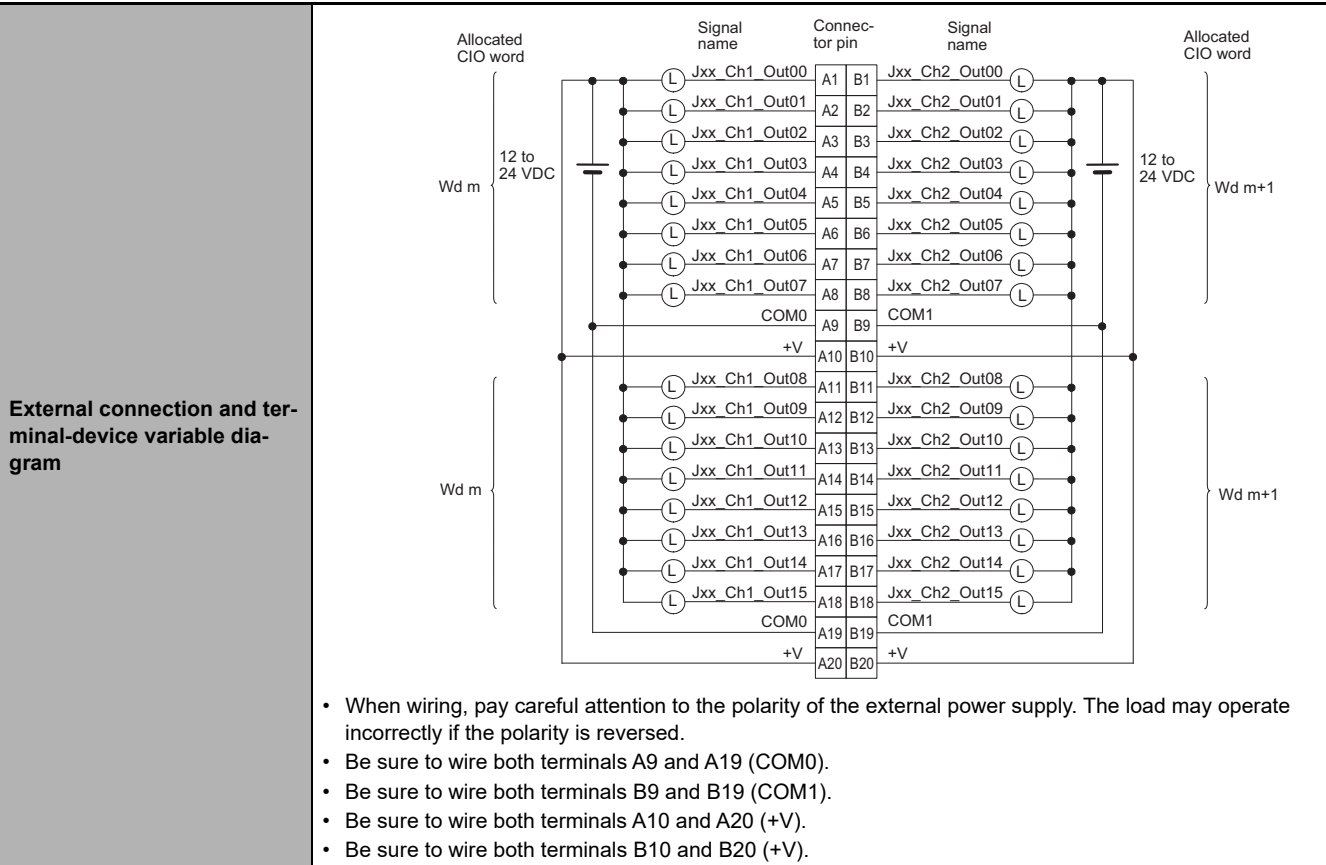 External connection and ter-
minal-device variable dia-
gram
Allocated
CIO word
Signal
name
Connec-
tor pin
Signal
name
Allocated
CIO word
L Jxx_Ch1_Out00 A1 B1 Jxx_Ch2_Out00 L
L Jxx_Ch1_Out01 A2 B2 Jxx_Ch2_Out01 L
L Jxx_Ch1_Out02 A3 B3 Jxx_Ch2_Out02 L
12 to
24 VDC
L Jxx_Ch1_Out03 A4 B4 Jxx_Ch2_Out03 L
12 to
24 VDC
Wd m
Wd m+1
L Jxx_Ch1_Out04 A5 B5 Jxx_Ch2_Out04 L
L Jxx_Ch1_Out05 A6 B6 Jxx_Ch2_Out05 L
L Jxx_Ch1_Out06 A7 B7 Jxx_Ch2_Out06 L
L Jxx_Ch1_Out07 A8 B8 Jxx_Ch2_Out07 L
COM0 A9 B9 COM1
+V A10 B10 +V
L Jxx_Ch1_Out08 A11 B11 Jxx_Ch2_Out08 L
L Jxx_Ch1_Out09 A12 B12 Jxx_Ch2_Out09 L
L Jxx_Ch1_Out10 A13 B13 Jxx_Ch2_Out10 L
L Jxx_Ch1_Out11 A14 B14 Jxx_Ch2_Out11 L
Wd m
Wd m+1
L Jxx_Ch1_Out12 A15 B15 Jxx_Ch2_Out12 L
L Jxx_Ch1_Out13 A16 B16 Jxx_Ch2_Out13 L
L Jxx_Ch1_Out14 A17 B17 Jxx_Ch2_Out14 L
L Jxx_Ch1_Out15 A18 B18 Jxx_Ch2_Out15 L
COM0 A19 B19 COM1
+V A20 B20 +V
• When wiring, pay careful attention to the polarity of the external power supply. The load may operate
incorrectly if the polarity is reversed.
• Be sure to wire both terminals A9 and A19 (COM0).
• Be sure to wire both terminals B9 and B19 (COM1).
• Be sure to wire both terminals A10 and A20 (+V).
• Be sure to wire both terminals B10 and B20 (+V).